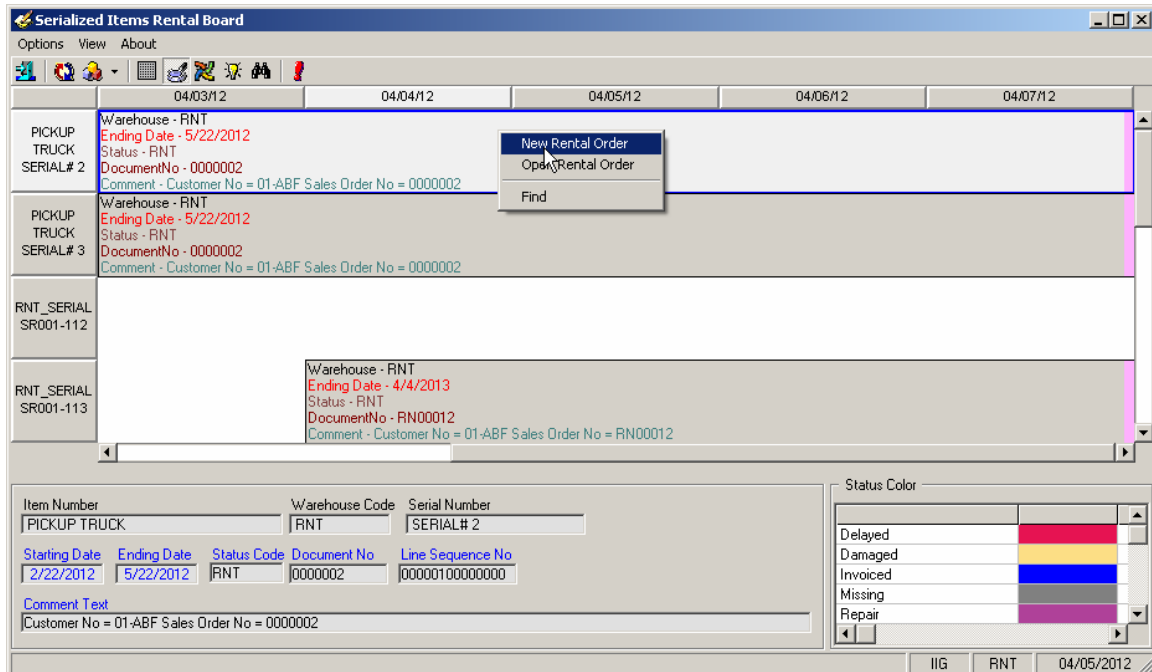 Serialized Items Rental Board
Options View About
04/03/12 04/04/12 04/05/12 04/06/12 04/07/12
PICKUP
TRUCK
SERIAL# 2
Warehouse - RNT
Ending Date - 5/22/2012
Status - RNT
DocumentNo - 0000002
Comment - Customer No = 01-ABF Sales Order No = 0000002
New Rental Order
Open Rental Order
Find
PICKUP
TRUCK
SERIAL# 3
Warehouse - RNT
Ending Date - 5/22/2012
Status - RNT
DocumentNo - 0000002
Comment - Customer No = 01-ABF Sales Order No = 0000002
RNT_SERIAL
SR001-112
RNT_SERIAL
SR001-113
Warehouse - RNT
Ending Date - 4/4/2013
Status - RNT
DocumentNo - RN00012
Comment - Customer No = 01-ABF Sales Order No = RN00012
Item Number Warehouse Code Serial Number
PICKUP TRUCK RNT SERIAL# 2
Starting Date Ending Date Status Code Document No Line Sequence No
2/22/2012 5/22/2012 RNT 0000002 00000100000000
Comment Text
Customer No = 01-ABF Sales Order No = 0000002
Status Color
Delayed
Damaged
Invoiced
Missing
Repair
IIG RNT 04/05/2012